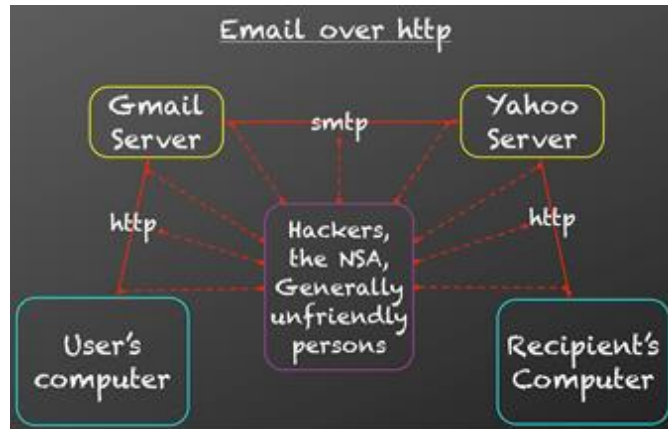 Email over http
Gmail
Server
smtp
Yahoo
Server
http
Hackers,
the NSA,
Generally
unfriendly
persons
http
User's
computer
Recipient's
Computer